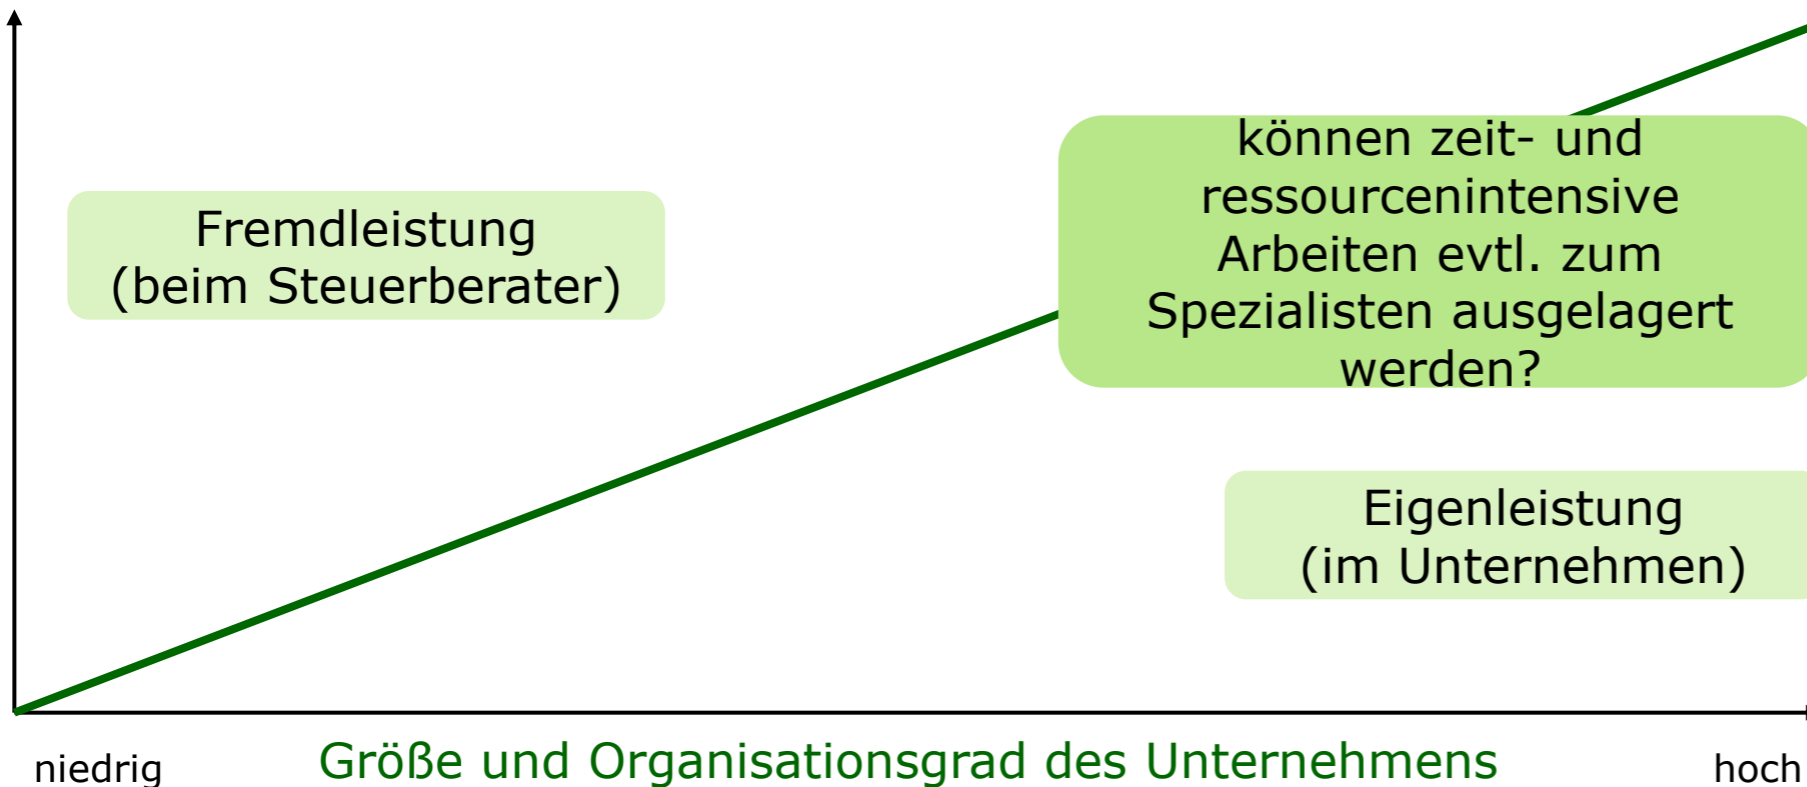 können zeit- und
ressourcenintensive
Arbeiten evtl. zum
Spezialisten ausgelagert
werden?
Fremdleistung
(beim Steuerberater)
Eigenleistung
(im Unternehmen)
niedrig
Größe und Organisationsgrad des Unternehmens
hoch